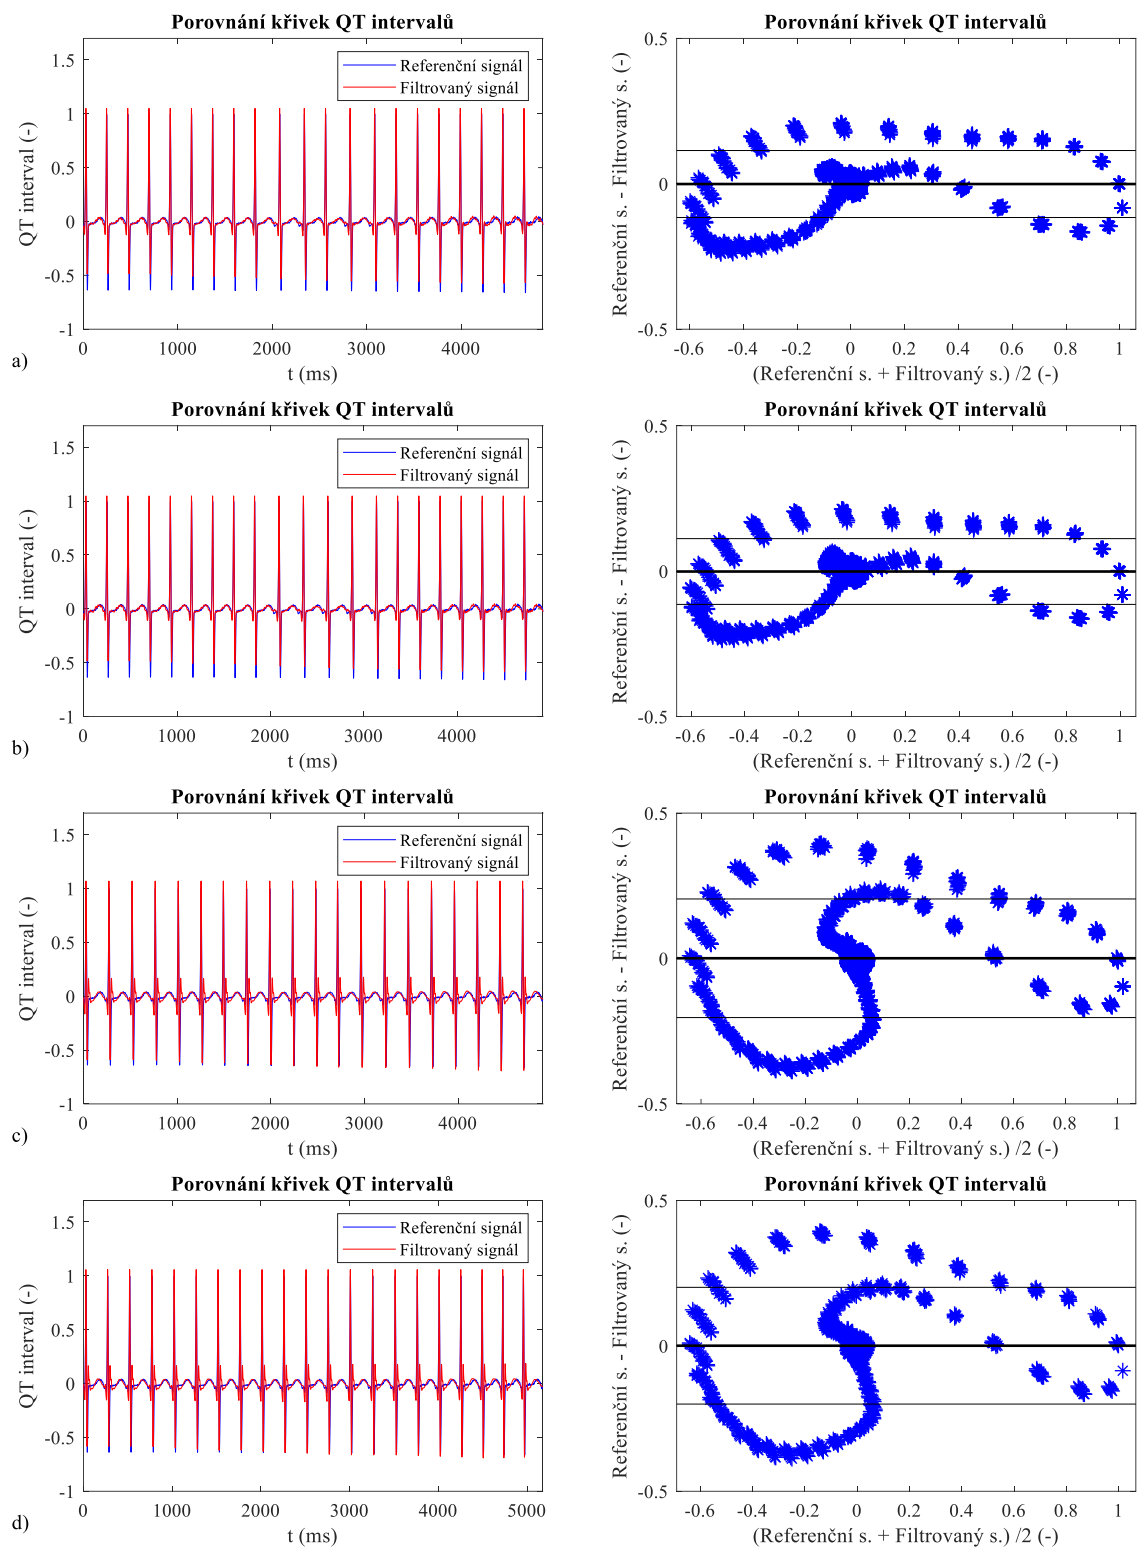 Porovnání křivek QT intervalů
1.5
1
0.5
0
-0.5
-1
QT interval (-)
Referenční signál
Filtrovaný signál
0 1000 2000 3000 4000
t (ms)
a)
Porovnání křivek QT intervalů
0.5
0
-0.5
Referenční s. - Filtrovaný s. (-)
-0.6 -0.4 -0.2 0 0.2 0.4 0.6 0.8 1
(Referenční s. + Filtrovaný s.) /2 (-)
Porovnání křivek QT intervalů
1.5
1
0.5
0
-0.5
-1
QT interval (-)
Referenční signál
Filtrovaný signál
0 1000 2000 3000 4000
t (ms)
b)
Porovnání křivek QT intervalů
0.5
0
-0.5
Referenční s. - Filtrovaný s. (-)
-0.6 -0.4 -0.2 0 0.2 0.4 0.6 0.8 1
(Referenční s. + Filtrovaný s.) /2 (-)
Porovnání křivek QT intervalů
1.5
1
0.5
0
-0.5
-1
QT interval (-)
Referenční signál
Filtrovaný signál
0 1000 2000 3000 4000
t (ms)
c)
Porovnání křivek QT intervalů
0.5
0
-0.5
Referenční s. - Filtrovaný s. (-)
-0.6 -0.4 -0.2 0 0.2 0.4 0.6 0.8 1
(Referenční s. + Filtrovaný s.) /2 (-)
Porovnání křivek QT intervalů
1.5
1
0.5
0
-0.5
-1
QT interval (-)
Referenční signál
Filtrovaný signál
0 1000 2000 3000 4000 5000
t (ms)
d)
Porovnání křivek QT intervalů
0.5
0
-0.5
Referenční s. - Filtrovaný s. (-)
-0.6 -0.4 -0.2 0 0.2 0.4 0.6 0.8 1
(Referenční s. + Filtrovaný s.) /2 (-)